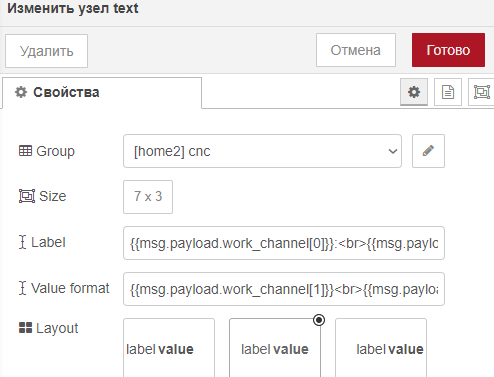 Изменить узел text
Удалить
Отмена
Готово
Свойства
Group
[home2] cnc
Size
7 x 3
Label
{{msg.payload.work_channel[0]}}:<br>{{msg.paylo
Value format
{{msg.payload.work_channel[1]}}<br>{{msg.payloa
Layout
label value
label value
label value